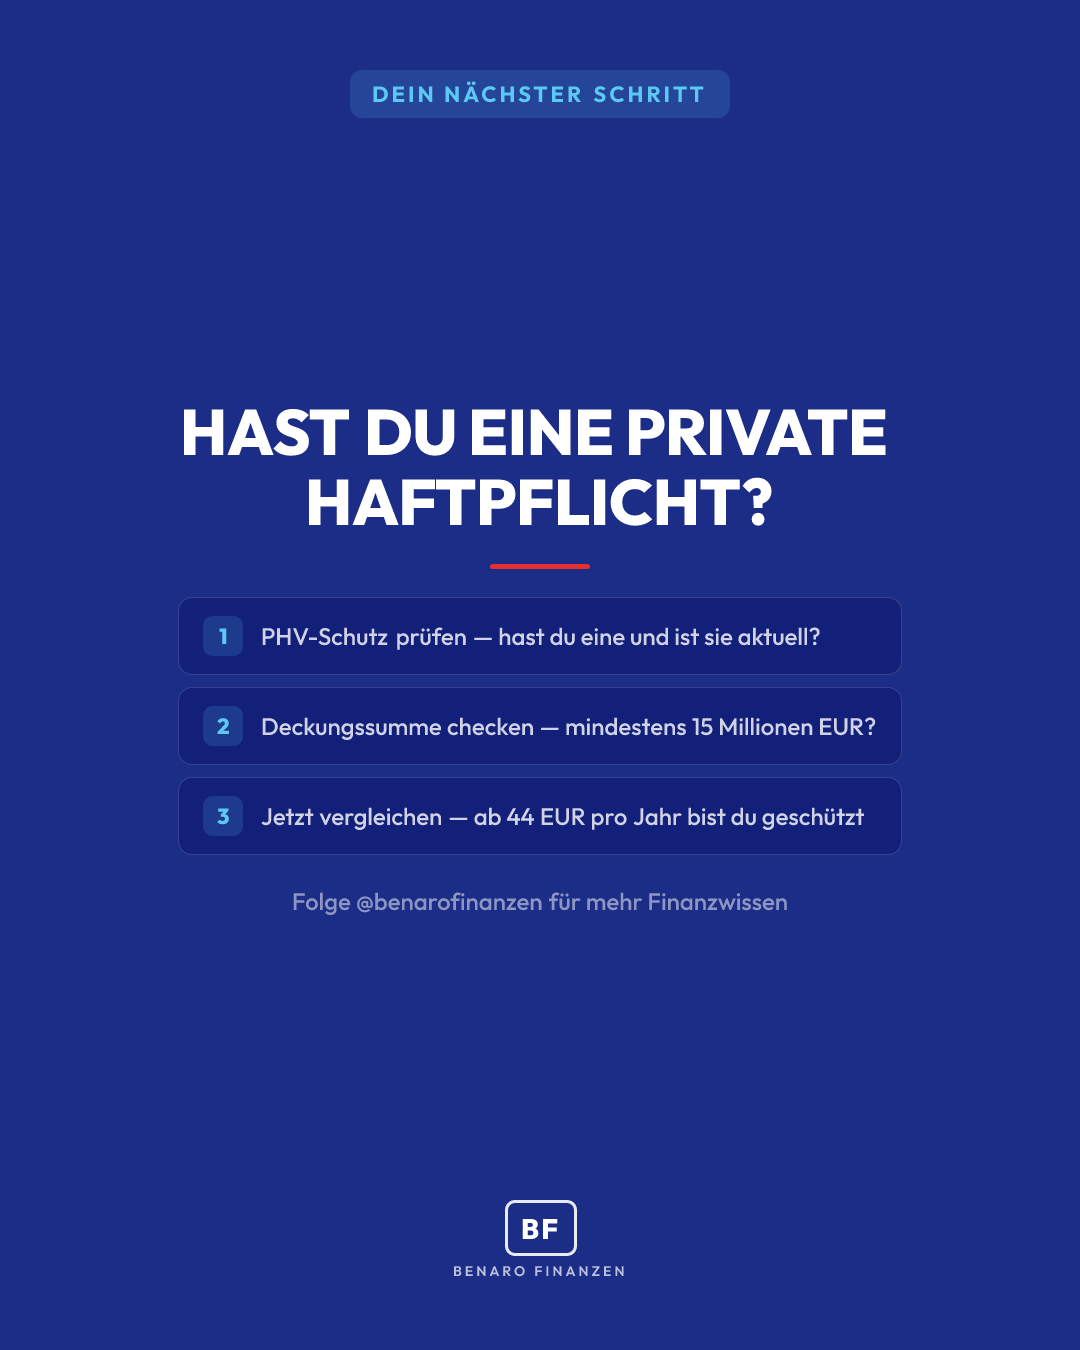 DEIN NÄCHSTER SCHRITT
HAST DU EINE PRIVATE
HAFTPFLICHT?
1 PHV-Schutz prüfen — hast du eine und ist sie aktuell?
2 Deckungssumme checken — mindestens 15 Millionen EUR?
3 Jetzt vergleichen — ab 44 EUR pro Jahr bist du geschützt
Folge @benarofinanzen für mehr Finanzwissen
BF
BENARO FINANZEN